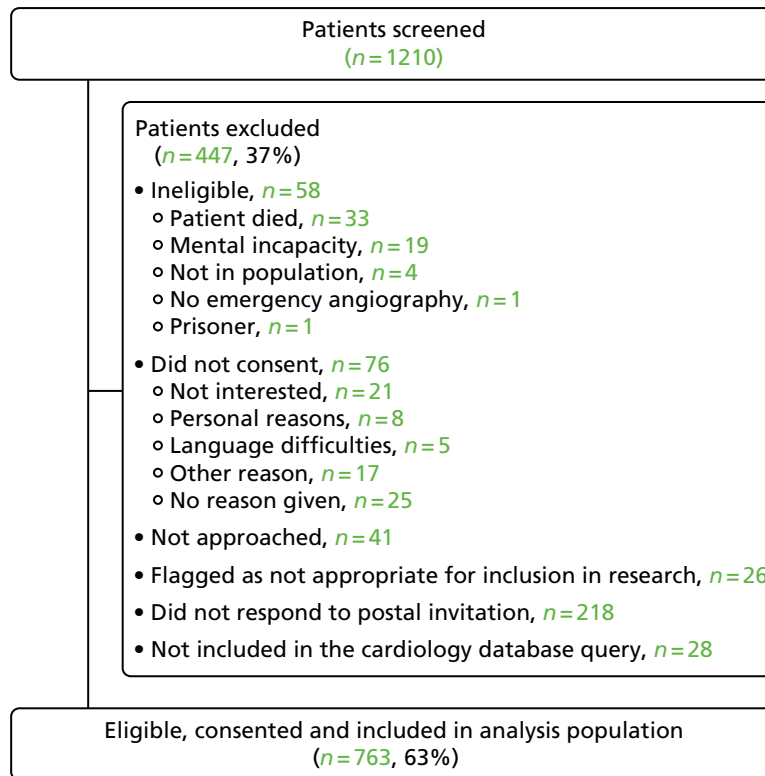 Patients screened
(n = 1210)
Patients excluded
(n = 447, 37%)
• Ineligible, n = 58
Patient died, n = 33
Mental incapacity, n = 19
Not in population, n = 4
No emergency angiography, n = 1
Prisoner, n = 1
• Did not consent, n = 76
Not interested, n = 21
Personal reasons, n = 8
Language difficulties, n = 5
Other reason, n = 17
No reason given, n = 25
• Not approached, n = 41
• Flagged as not appropriate for inclusion in research, n = 26
• Did not respond to postal invitation, n = 218
• Not included in the cardiology database query, n = 28
Eligible, consented and included in analysis population
(n = 763, 63%)